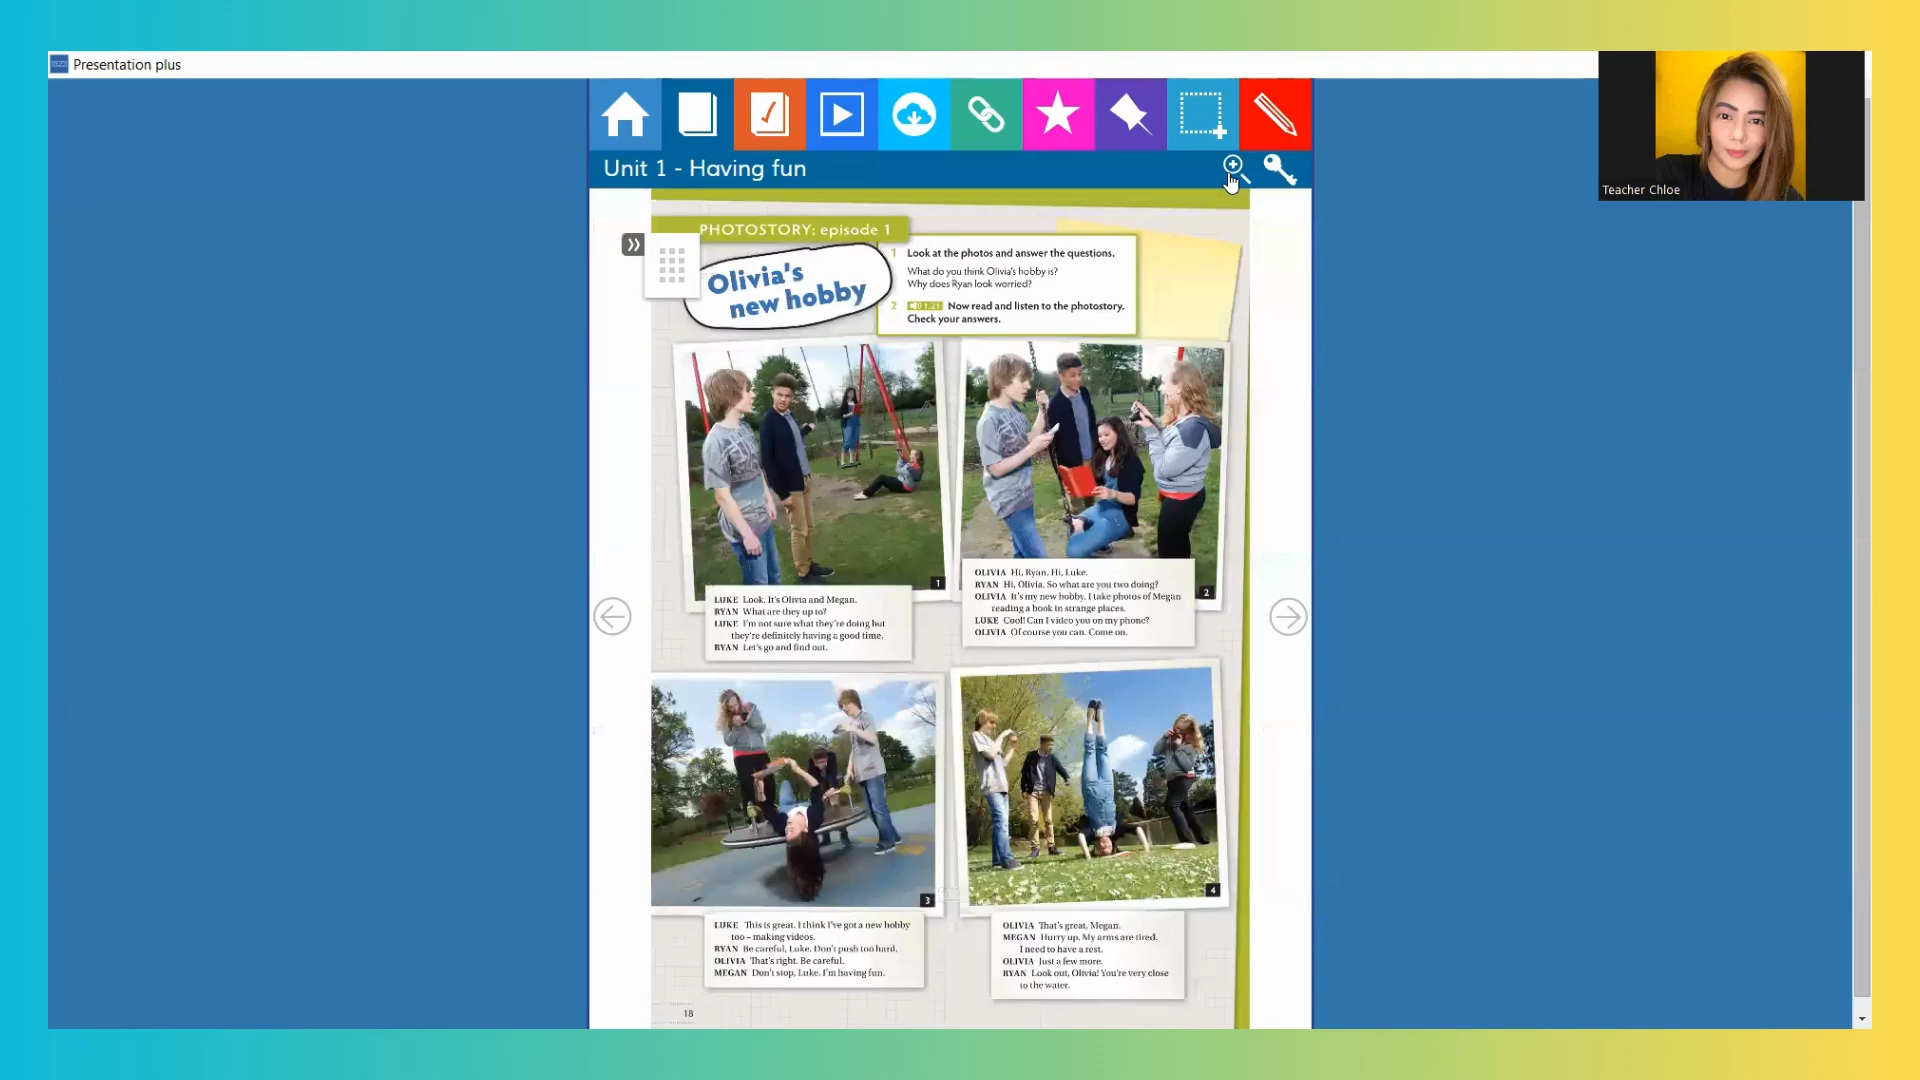 Presentation plus
Teacher Chloe
Unit 1 - Having fun
PHOTOSTORY: episode 1
Olivia's
new hobby
1 Look at the photos and answer the questions.
What do you think Olivia's hobby is?
Why does Ryan look worried?
2 1.21 Now read and listen to the photostory.
Check your answers.
1
LUKE Look. It's Olivia and Megan.
RYAN What are they up to?
LUKE I'm not sure what they're doing but
they're definitely having a good time.
RYAN Let's go and find out.
2
OLIVIA Hi, Ryan. Hi, Luke.
RYAN Hi, Olivia. So what are you two doing?
OLIVIA It's my new hobby. I take photos of Megan
reading a book in strange places.
LUKE Cool! Can I video you on my phone?
OLIVIA Of course you can. Come on.
3
LUKE This is great. I think I've got a new hobby
too – making videos.
RYAN Be careful, Luke. Don't push too hard.
OLIVIA That's right. Be careful.
MEGAN Don't stop, Luke. I'm having fun.
4
OLIVIA That's great, Megan.
MEGAN Hurry up. My arms are tired.
I need to have a rest.
OLIVIA Just a few more.
RYAN Look out, Olivia! You're very close
to the water.
18